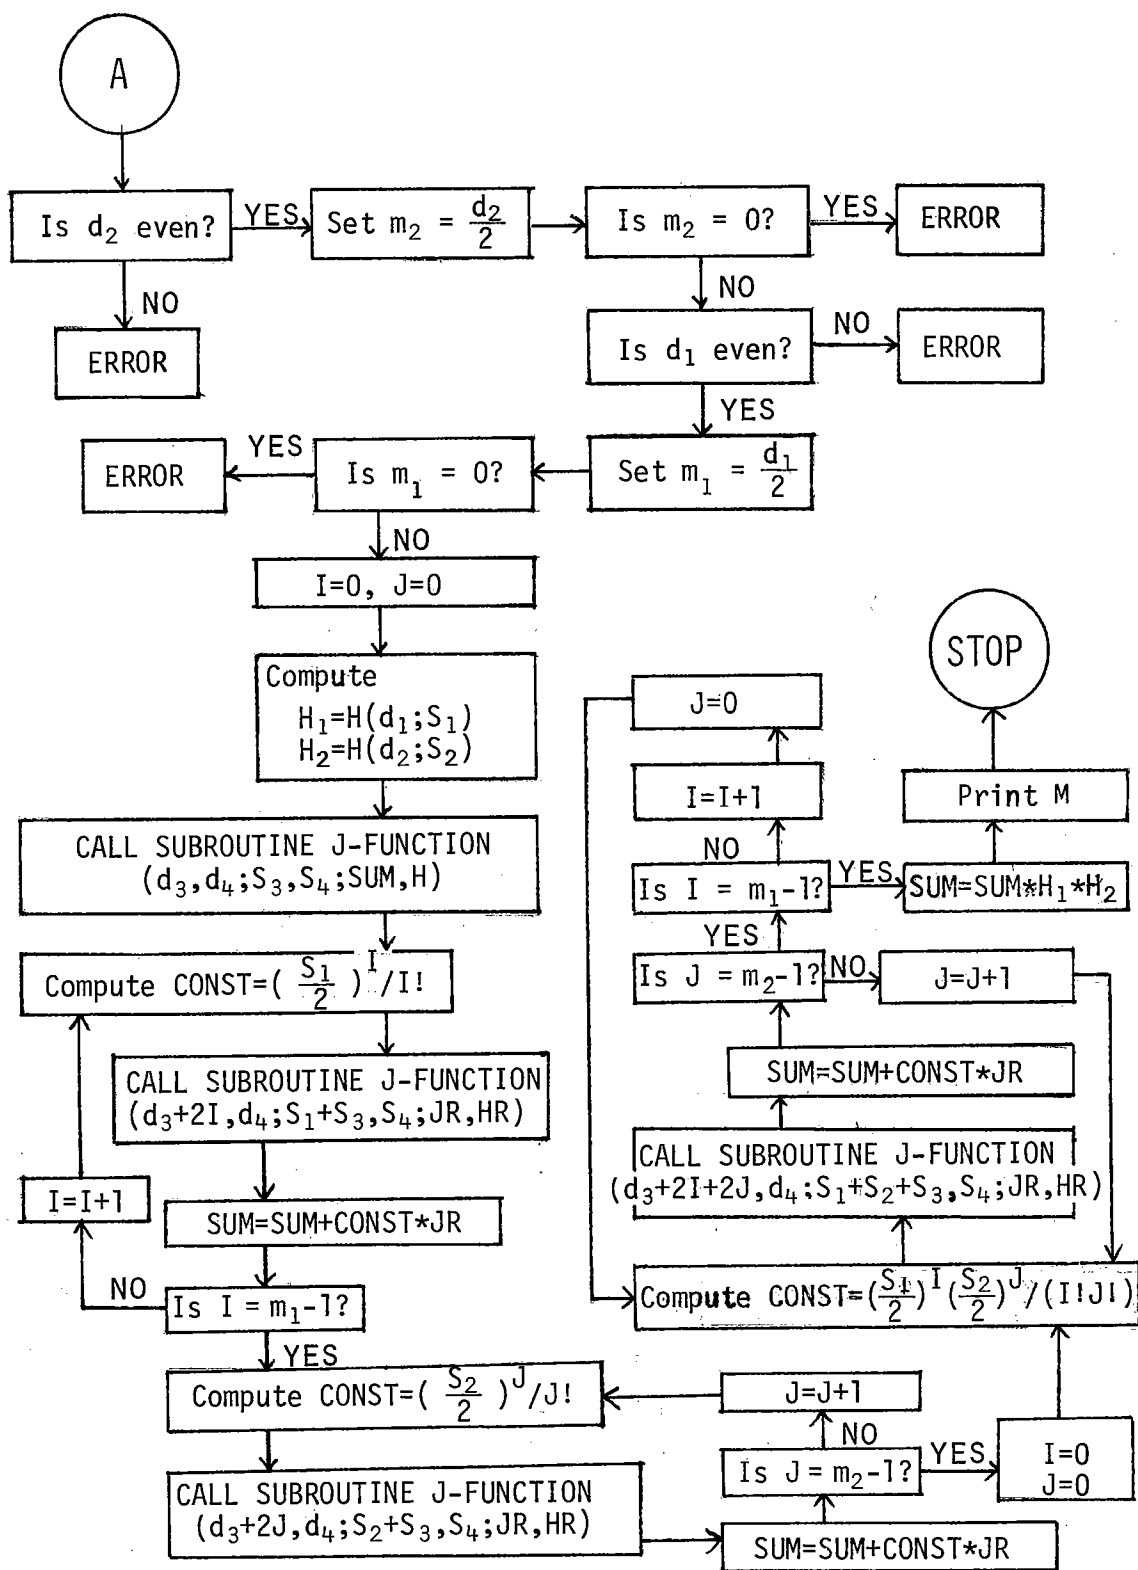 A
Is d₂ even?
YES
Set m₂ = d₂/2
Is m₂ = 0?
YES
ERROR
NO
ERROR
NO
Is d₁ even?
NO
ERROR
YES
Set m₁ = d₁/2
Is m₁ = 0?
YES
ERROR
NO
I=0, J=0
Compute
H₁=H(d₁;S₁)
H₂=H(d₂;S₂)
CALL SUBROUTINE J-FUNCTION
(d₃,d₄;S₃,S₄;SUM,H)
Compute CONST=(S₁/2)^I/I!
CALL SUBROUTINE J-FUNCTION
(d₃+2I,d₄;S₁+S₃,S₄;JR,HR)
SUM=SUM+CONST*JR
Is I = m₁-1?
NO
I=I+1
YES
Compute CONST=(S₂/2)^J/J!
CALL SUBROUTINE J-FUNCTION
(d₃+2J,d₄;S₂+S₃,S₄;JR,HR)
SUM=SUM+CONST*JR
Is J = m₂-1?
NO
J=J+1
YES
I=0
J=0
Compute CONST=(S₁/2)^I(S₂/2)^J/(I!J!)
CALL SUBROUTINE J-FUNCTION
(d₃+2I+2J,d₄;S₁+S₂+S₃,S₄;JR,HR)
SUM=SUM+CONST*JR
Is J = m₂-1?
NO
J=J+1
YES
Is I = m₁-1?
NO
I=I+1
J=0
YES
SUM=SUM*H₁*H₂
Print M
STOP